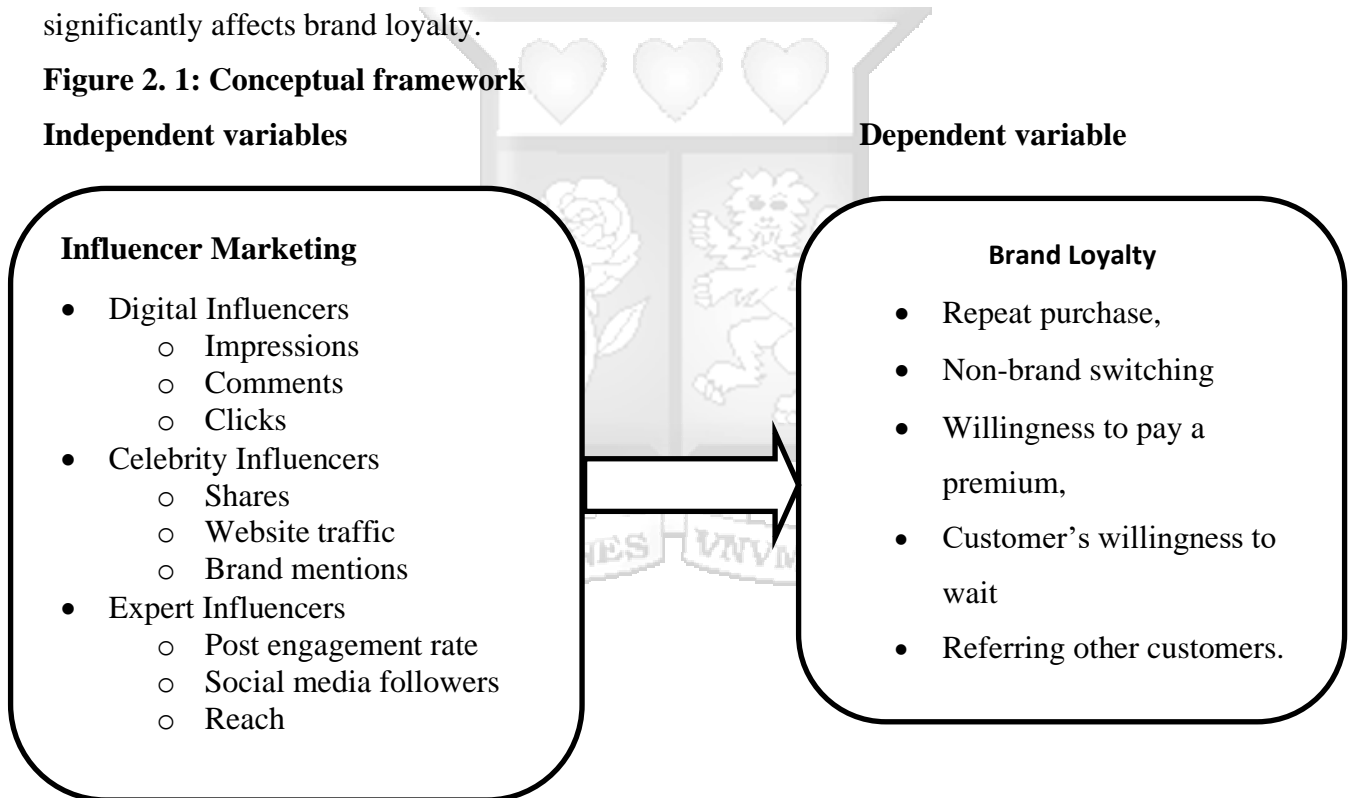 significantly affects brand loyalty.
Figure 2. 1: Conceptual framework
Independent variables
Dependent variable
Influencer Marketing
• Digital Influencers
o Impressions
o Comments
o Clicks
• Celebrity Influencers
o Shares
o Website traffic
o Brand mentions
• Expert Influencers
o Post engagement rate
o Social media followers
o Reach
Brand Loyalty
• Repeat purchase,
• Non-brand switching
• Willingness to pay a
premium,
• Customer’s willingness to
wait
• Referring other customers.